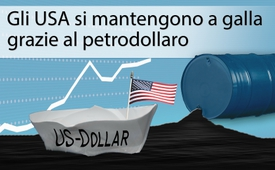 Gli USA si mantengono a galla
grazie al petrodollaro
US-DOLLAR